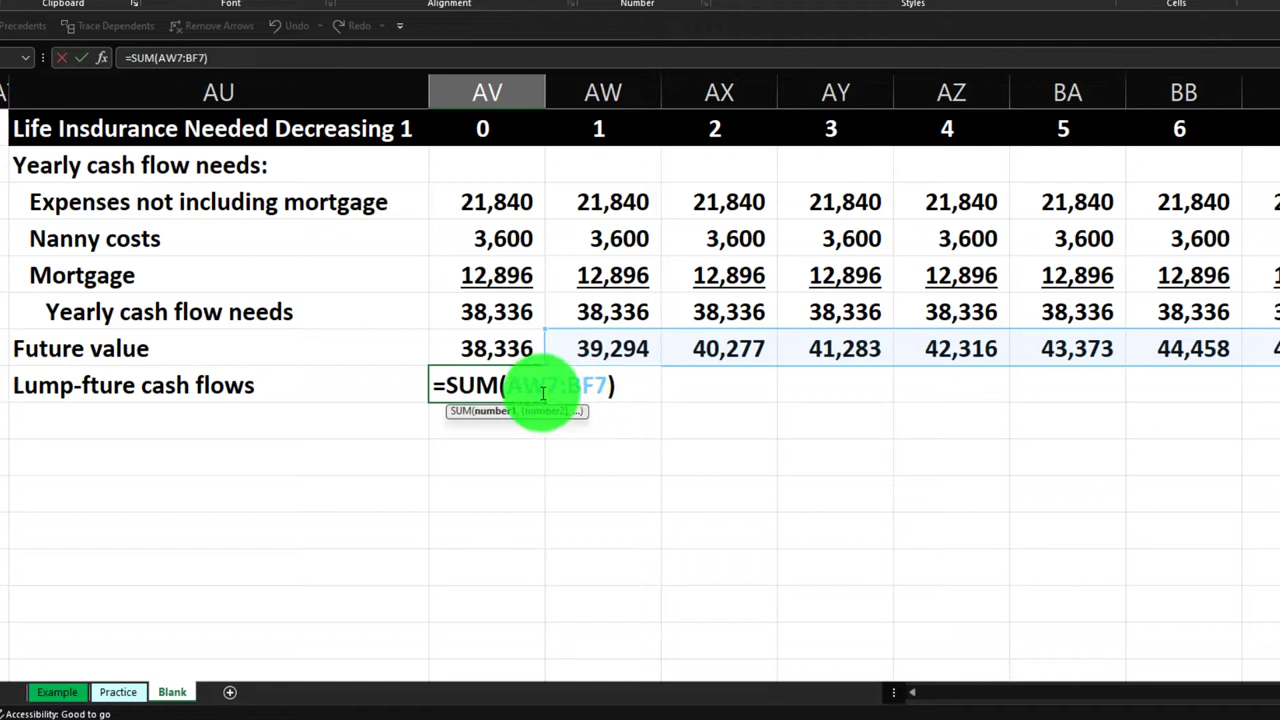 Clipboard Font Alignment Number Styles Cells
Precedents Trace Dependents Remove Arrows Undo Redo
fx =SUM(AW7:BF7)
AU AV AW AX AY AZ BA BB
Life Insdurance Needed Decreasing 1 0 1 2 3 4 5 6
Yearly cash flow needs:
Expenses not including mortgage 21,840 21,840 21,840 21,840 21,840 21,840 21,840
Nanny costs 3,600 3,600 3,600 3,600 3,600 3,600 3,600
Mortgage 12,896 12,896 12,896 12,896 12,896 12,896 12,896
Yearly cash flow needs 38,336 38,336 38,336 38,336 38,336 38,336 38,336
Future value 38,336 39,294 40,277 41,283 42,316 43,373 44,458
Lump-fture cash flows =SUM(AW7:BF7)
SUM(number1, [number2], ...)
Example Practice Blank
Accessibility: Good to go